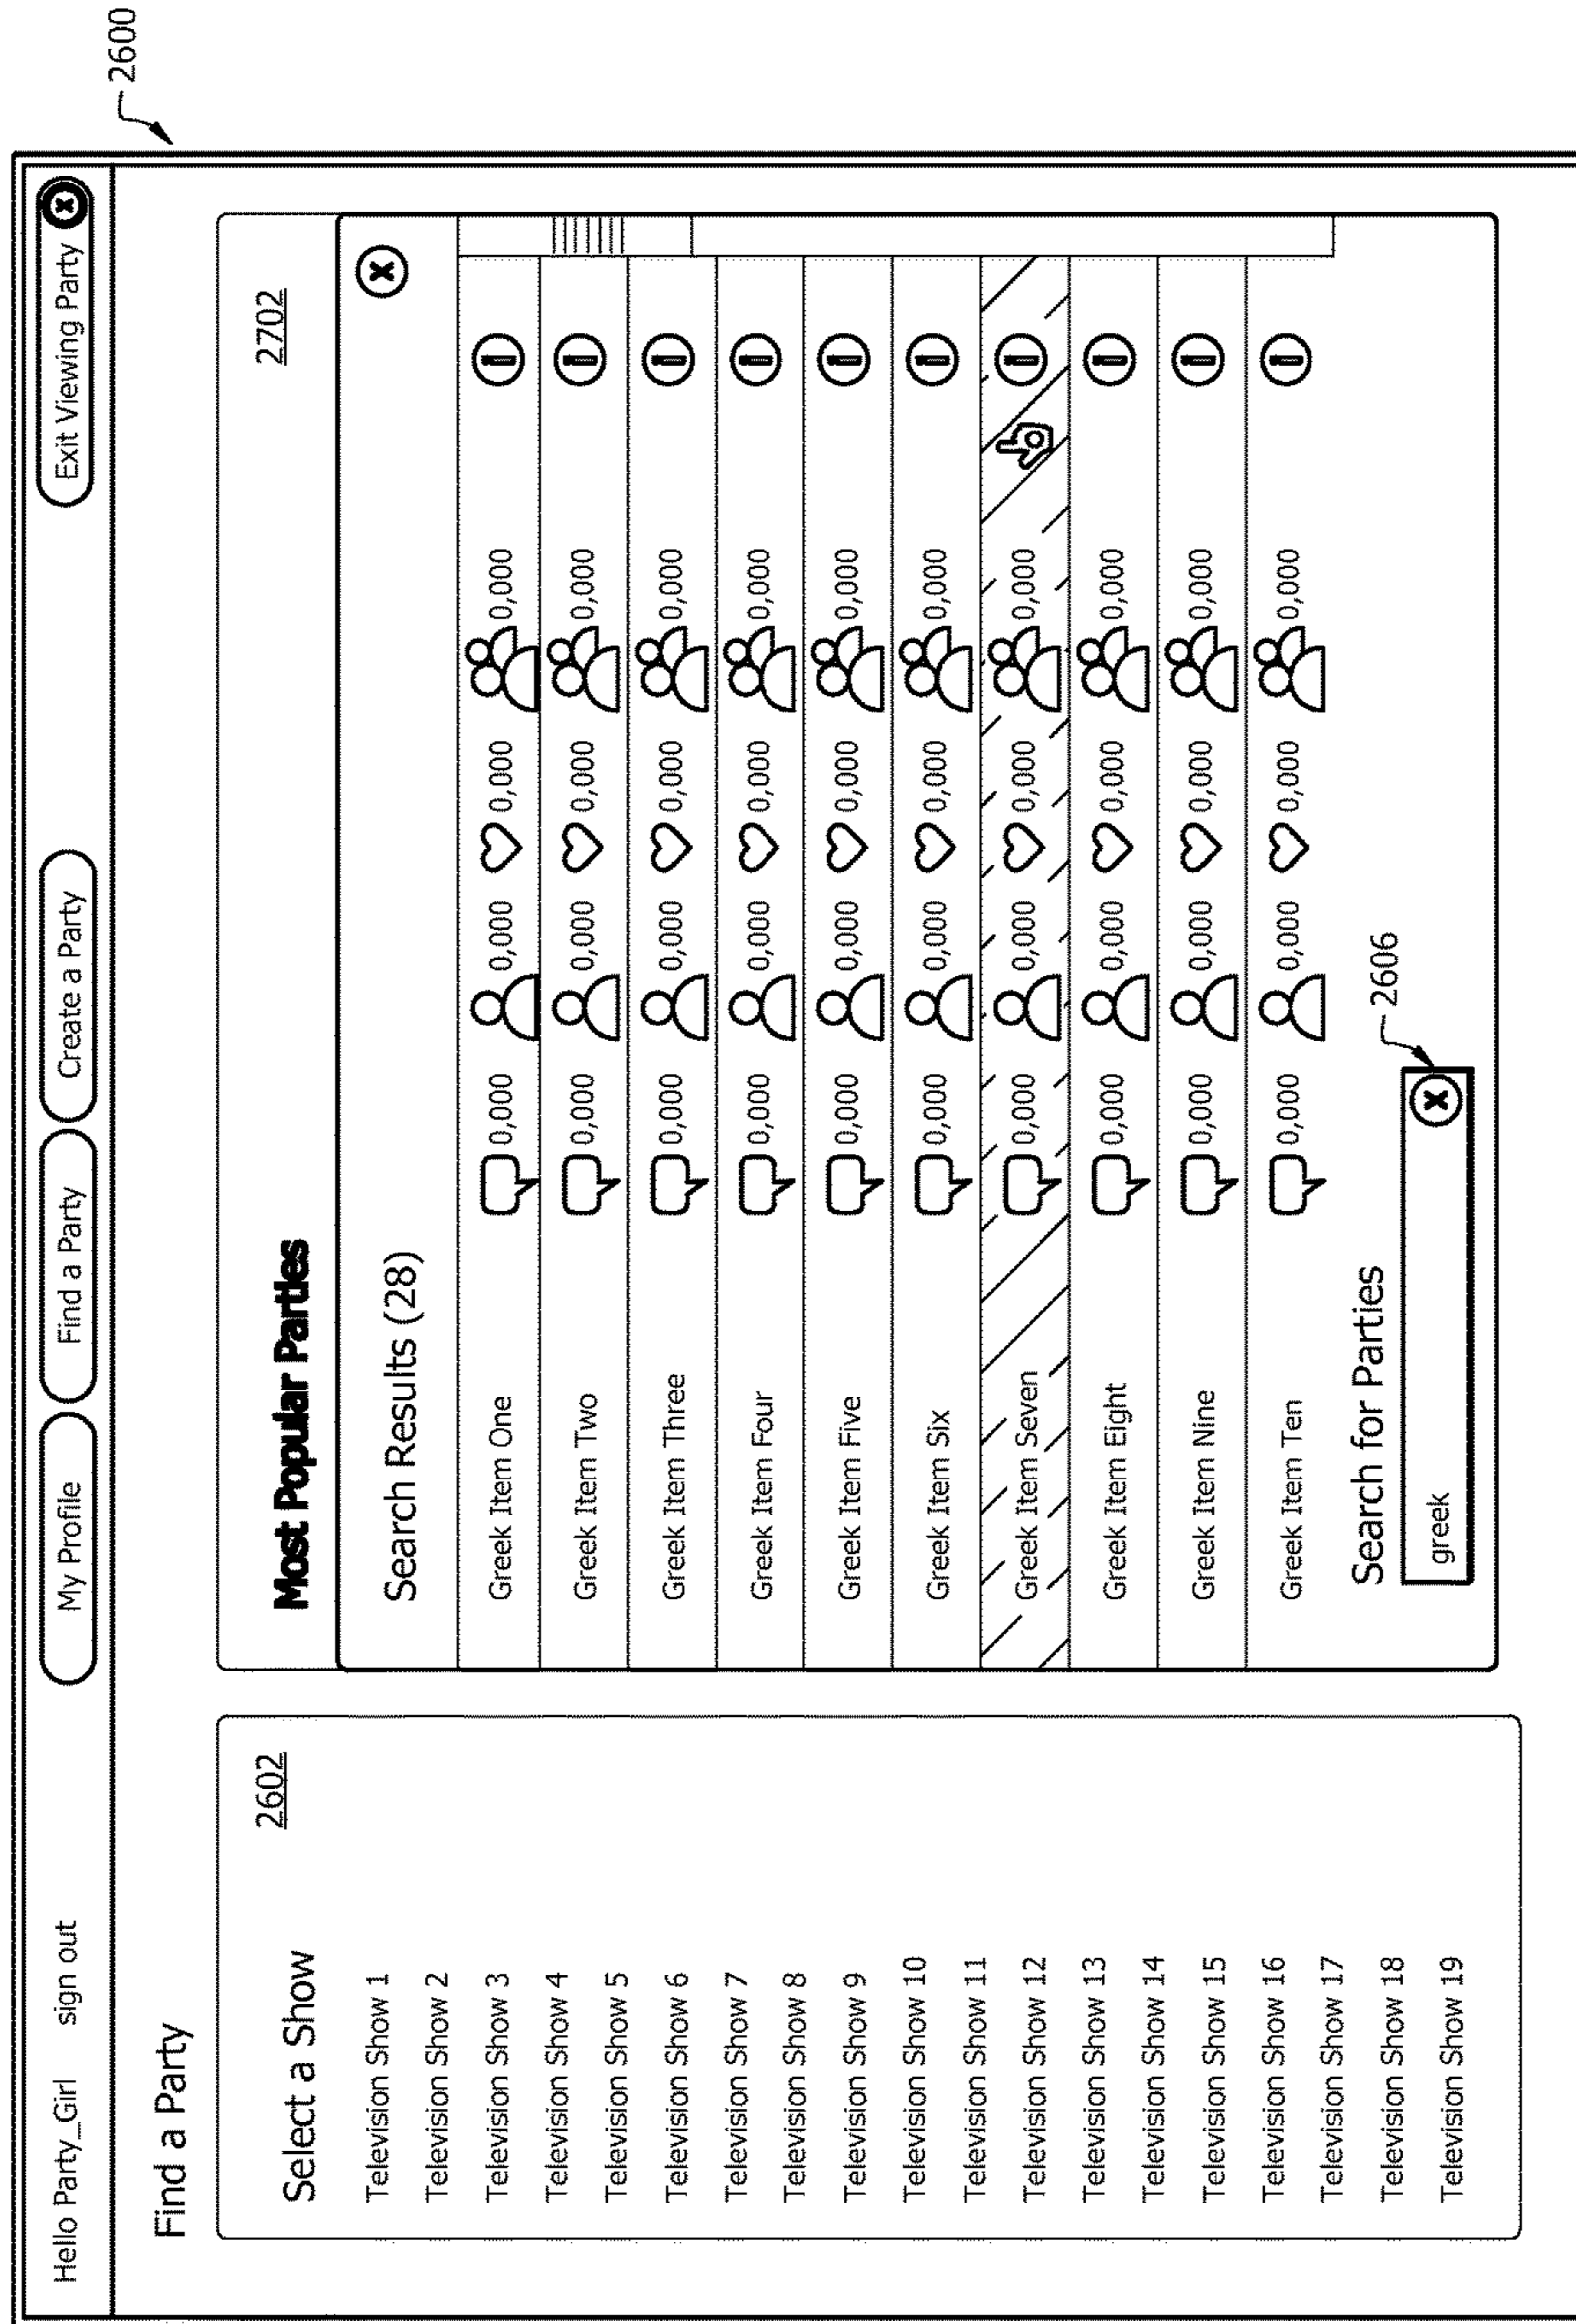 2600
Hello Party_Girl sign out My Profile Find a Party Create a Party Exit Viewing Party x
Find a Party
2602
Select a Show
Television Show 1
Television Show 2
Television Show 3
Television Show 4
Television Show 5
Television Show 6
Television Show 7
Television Show 8
Television Show 9
Television Show 10
Television Show 11
Television Show 12
Television Show 13
Television Show 14
Television Show 15
Television Show 16
Television Show 17
Television Show 18
Television Show 19
2702
Most Popular Parties
Search Results (28) x
Greek Item One 0,000 0,000 0,000 0,000 i
Greek Item Two 0,000 0,000 0,000 0,000 i
Greek Item Three 0,000 0,000 0,000 0,000 i
Greek Item Four 0,000 0,000 0,000 0,000 i
Greek Item Five 0,000 0,000 0,000 0,000 i
Greek Item Six 0,000 0,000 0,000 0,000 i
Greek Item Seven 0,000 0,000 0,000 0,000 i
Greek Item Eight 0,000 0,000 0,000 0,000 i
Greek Item Nine 0,000 0,000 0,000 0,000 i
Greek Item Ten 0,000 0,000 0,000 0,000 i
Search for Parties
2606
greek x